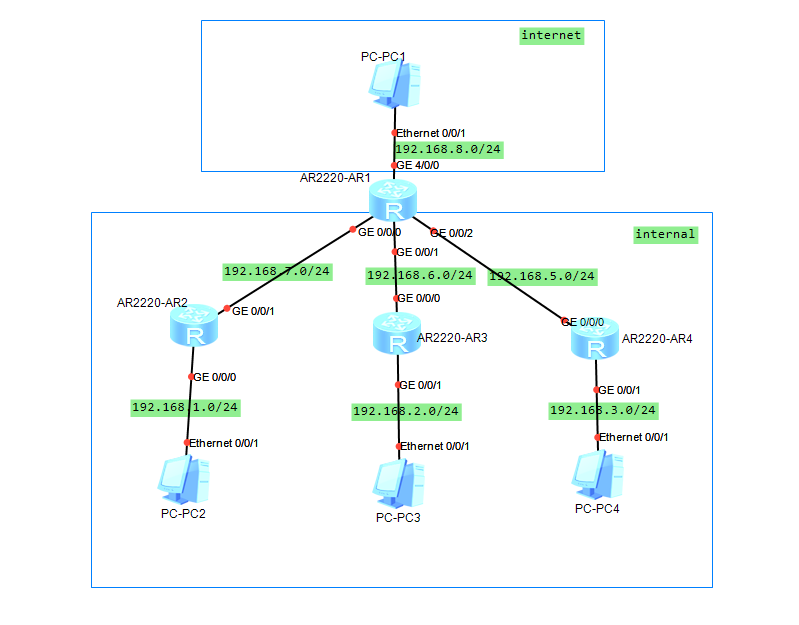 internet
PC-PC1
Ethernet 0/0/1
192.168.8.0/24
GE 4/0/0
AR2220-AR1
R
internal
GE 0/0/0
GE 0/0/2
GE 0/0/1
192.168.7.0/24
192.168.6.0/24
192.168.5.0/24
AR2220-AR2
GE 0/0/1
GE 0/0/0
GE 0/0/0
R
R
AR2220-AR3
R
AR2220-AR4
GE 0/0/0
GE 0/0/1
GE 0/0/1
192.168.1.0/24
192.168.2.0/24
192.168.3.0/24
Ethernet 0/0/1
Ethernet 0/0/1
Ethernet 0/0/1
PC-PC2
PC-PC3
PC-PC4